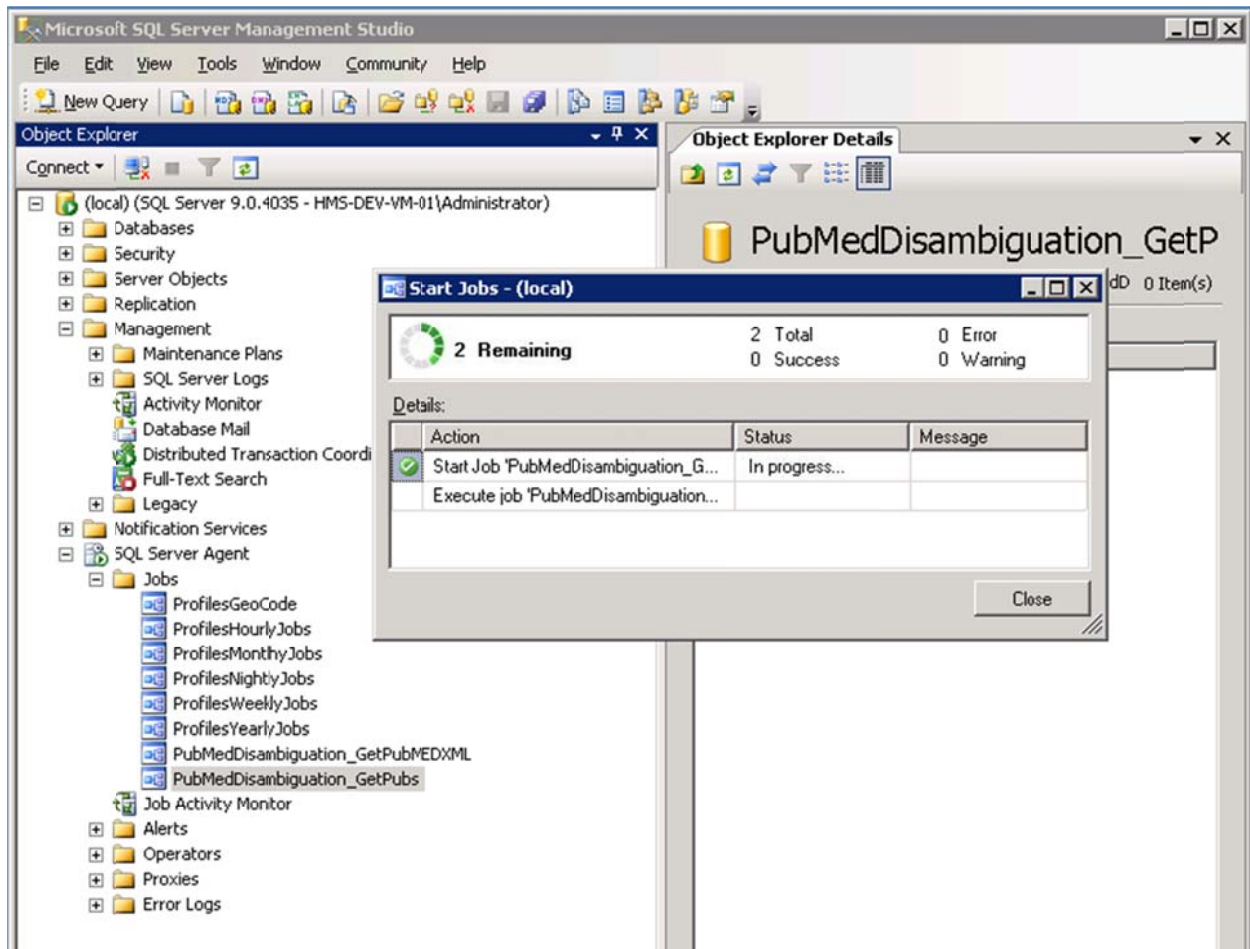 Microsoft SQL Server Management Studio
File Edit View Tools Window Community Help
New Query
Object Explorer
Connect
(local) (SQL Server 9.0.4035 - HMS-DEV-VM-01\Administrator)
Databases
Security
Server Objects
Replication
Management
Maintenance Plans
SQL Server Logs
Activity Monitor
Database Mail
Distributed Transaction Coordi
Full-Text Search
Legacy
Notification Services
SQL Server Agent
Jobs
ProfilesGeoCode
ProfilesHourlyJobs
ProfilesMonthyJobs
ProfilesNightlyJobs
ProfilesWeeklyJobs
ProfilesYearlyJobs
PubMedDisambiguation_GetPubMEDXML
PubMedDisambiguation_GetPubs
Job Activity Monitor
Alerts
Operators
Proxies
Error Logs
Object Explorer Details
PubMedDisambiguation_GetP
dD 0 Item(s)
Start Jobs - (local)
2 Remaining
2 Total 0 Error
0 Success 0 Warning
Details:
Action Status Message
Start Job 'PubMedDisambiguation_G... In progress...
Execute job 'PubMedDisambiguation...
Close